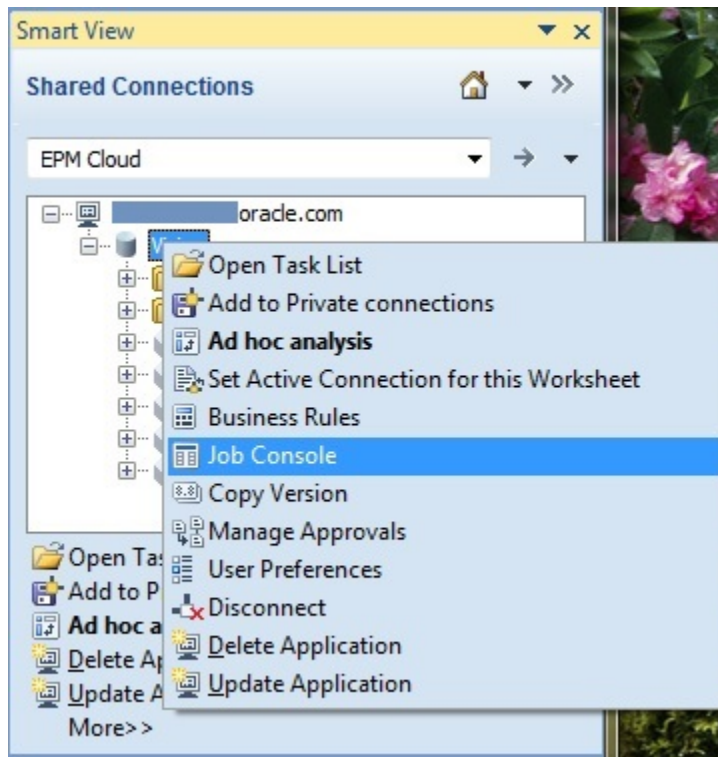 Smart View
Shared Connections
EPM Cloud
oracle.com
Open Task List
Add to Private connections
Ad hoc analysis
Set Active Connection for this Worksheet
Business Rules
Job Console
Copy Version
Manage Approvals
User Preferences
Disconnect
Delete Application
Update Application
Open Ta
Add to P
Ad hoc a
Delete Ap
Update A
More>>